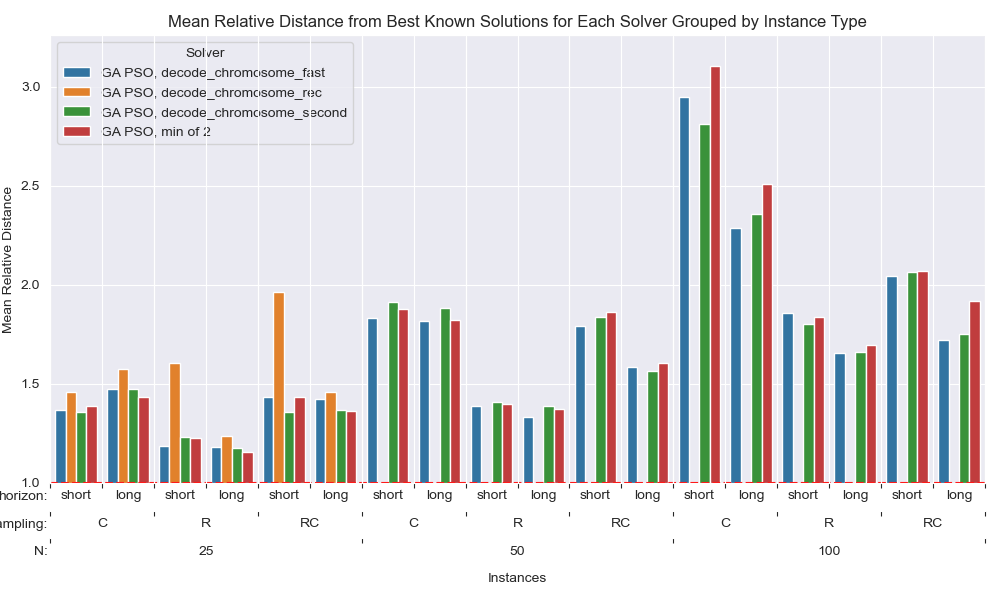 Mean Relative Distance from Best Known Solutions for Each Solver Grouped by Instance Type
Solver
GA PSO, decode_chromosome_fast
GA PSO, decode_chromosome_rec
GA PSO, decode_chromosome_second
GA PSO, min of 2
Mean Relative Distance
3.0
2.5
2.0
1.5
1.0
horizon: short long short long short long short long short long short long short long short long short long
ampling: C R RC C R RC C R RC
N: 25 50 100
Instances